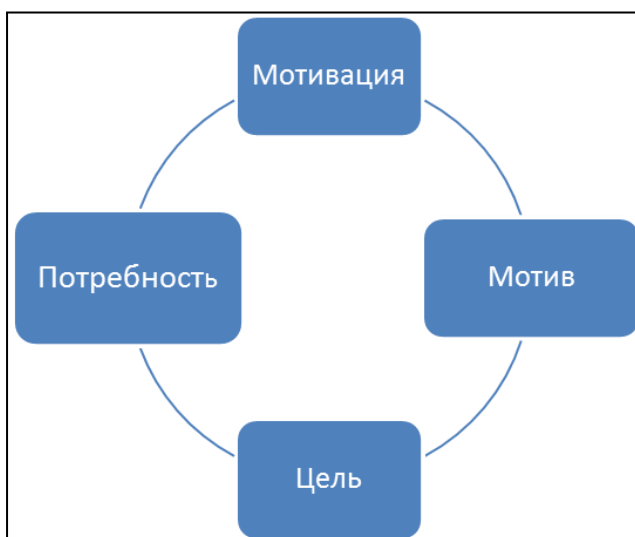 Мотивация
Потребность
Мотив
Цель